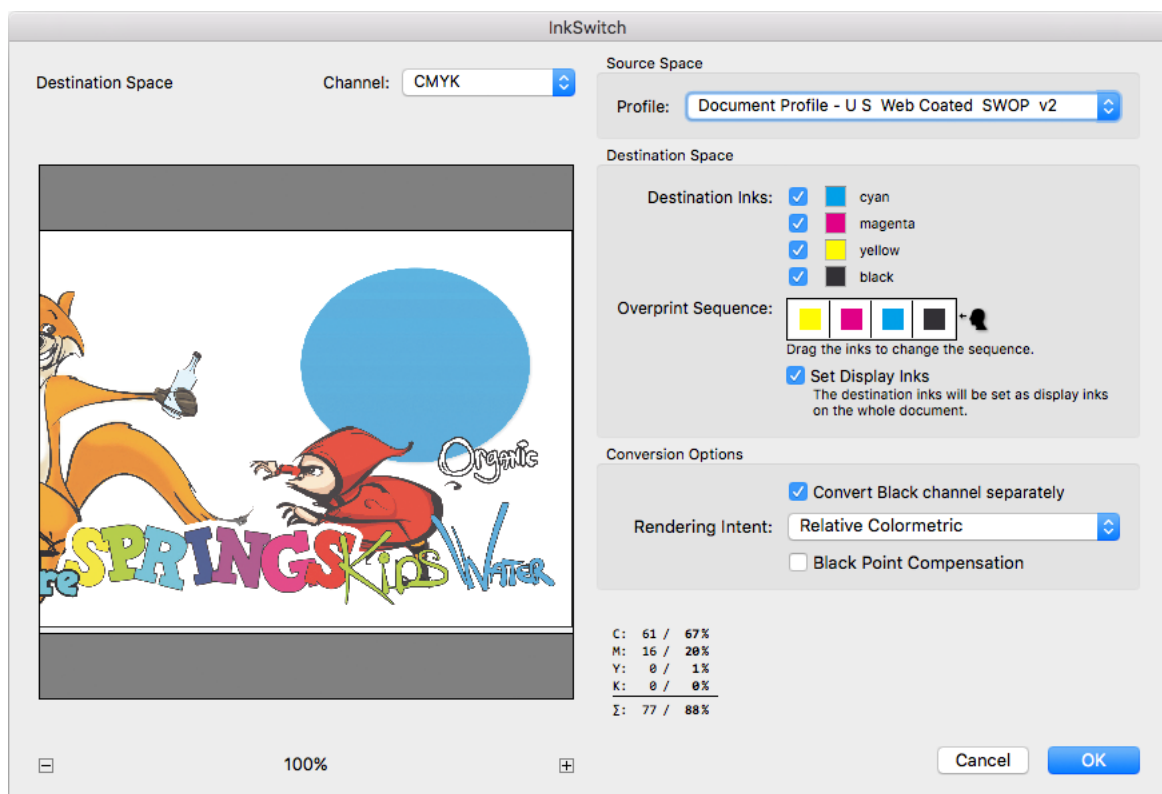 InkSwitch
Destination Space
Channel: CMYK
re SPRINGS Kids Water
Organic
100%
Source Space
Profile: Document Profile - U S Web Coated SWOP v2
Destination Space
Destination Inks: cyan
magenta
yellow
black
Overprint Sequence:
Drag the inks to change the sequence.
Set Display Inks
The destination inks will be set as display inks
on the whole document.
Conversion Options
Convert Black channel separately
Rendering Intent: Relative Colormetric
Black Point Compensation
C: 61 / 67%
M: 16 / 20%
Y: 0 / 1%
K: 0 / 0%
Σ: 77 / 88%
Cancel OK